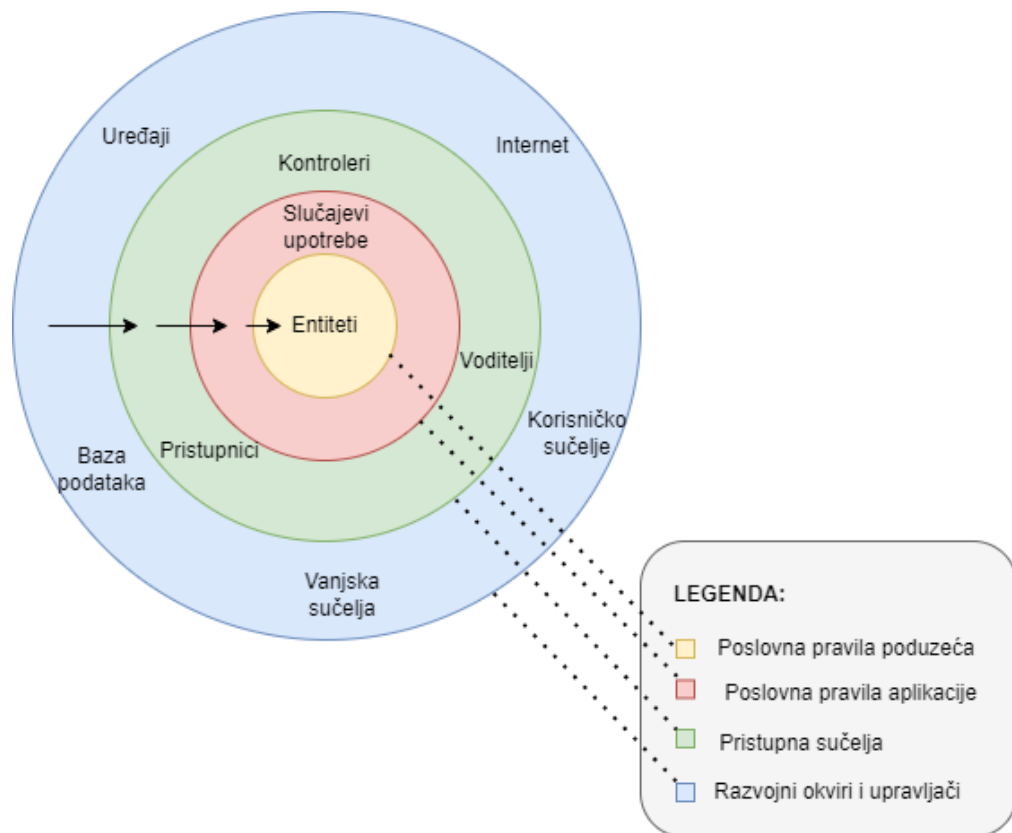 Uređaji
Internet
Kontroleri
Slučajevi
upotrebe
Entiteti
Voditelji
Korisničko
sučelje
Pristupnici
Baza
podataka
Vanjska
sučelja
LEGENDA:
Poslovna pravila poduzeća
Poslovna pravila aplikacije
Pristupna sučelja
Razvojni okviri i upravljači